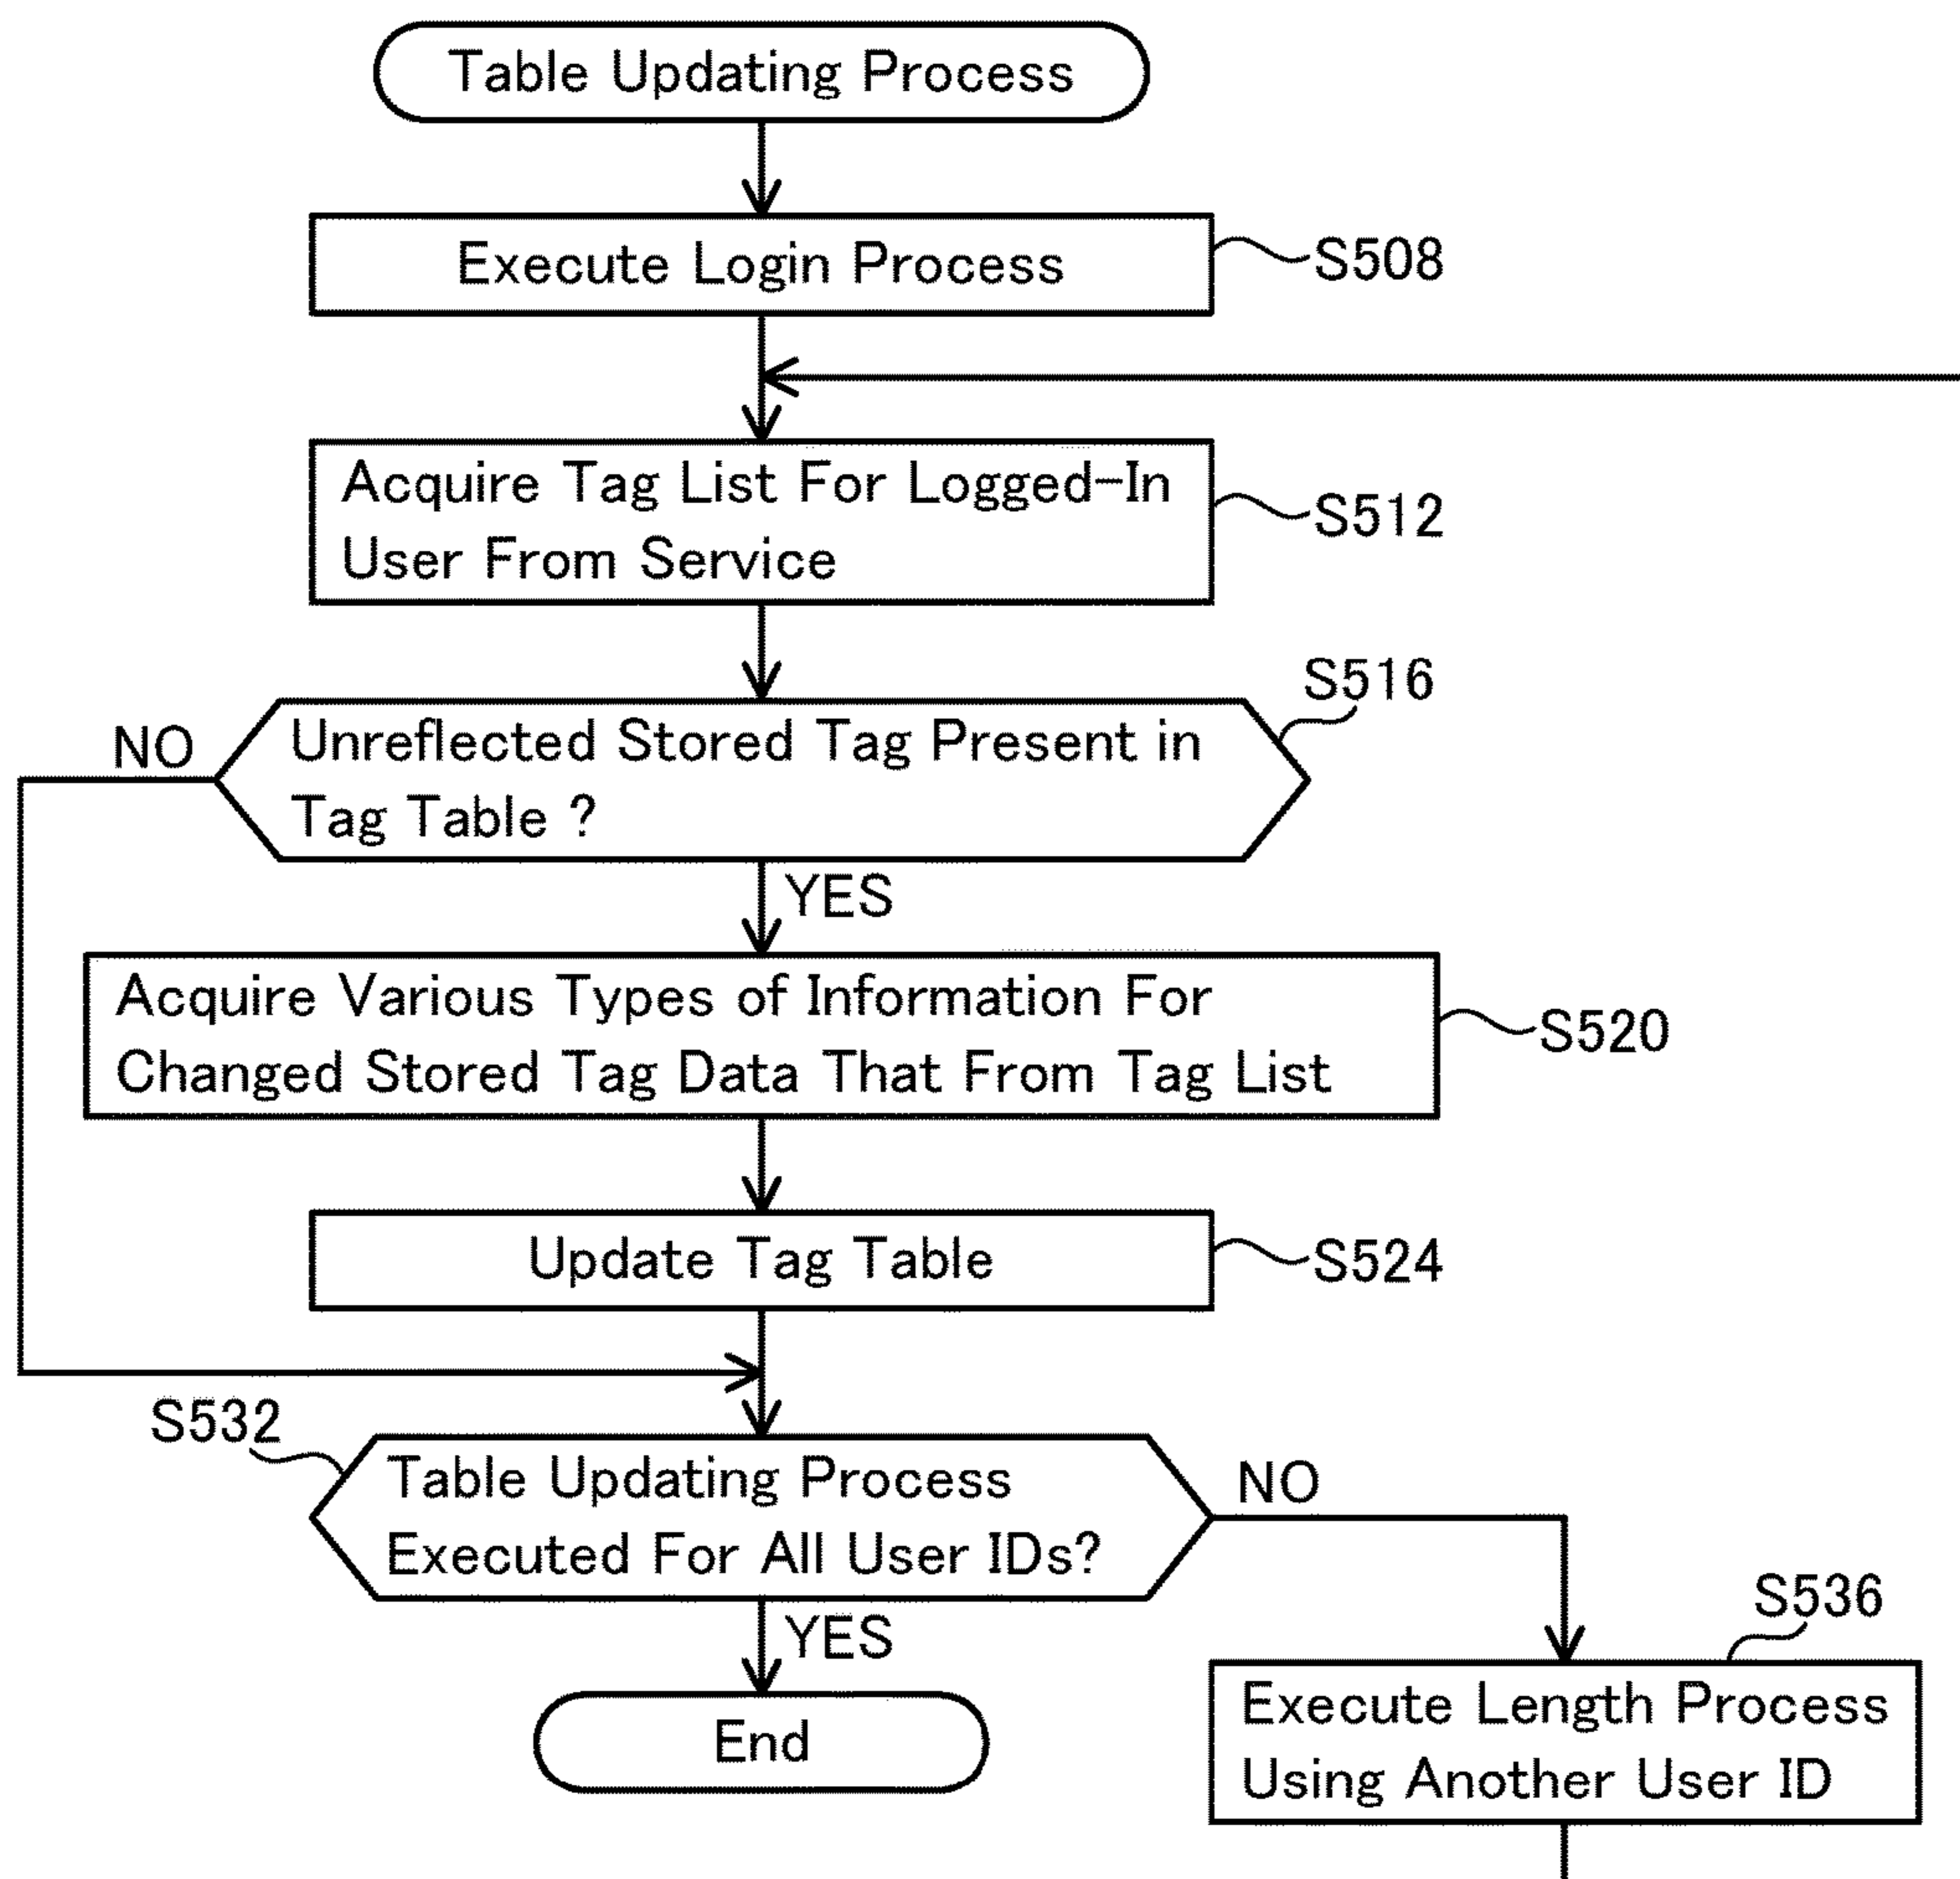 Table Updating Process
Execute Login Process
S508
Acquire Tag List For Logged-In
User From Service
S512
S516
NO
Unreflected Stored Tag Present in
Tag Table ?
YES
Acquire Various Types of Information For
Changed Stored Tag Data That From Tag List
S520
Update Tag Table
S524
S532
Table Updating Process
Executed For All User IDs?
NO
YES
S536
End
Execute Length Process
Using Another User ID